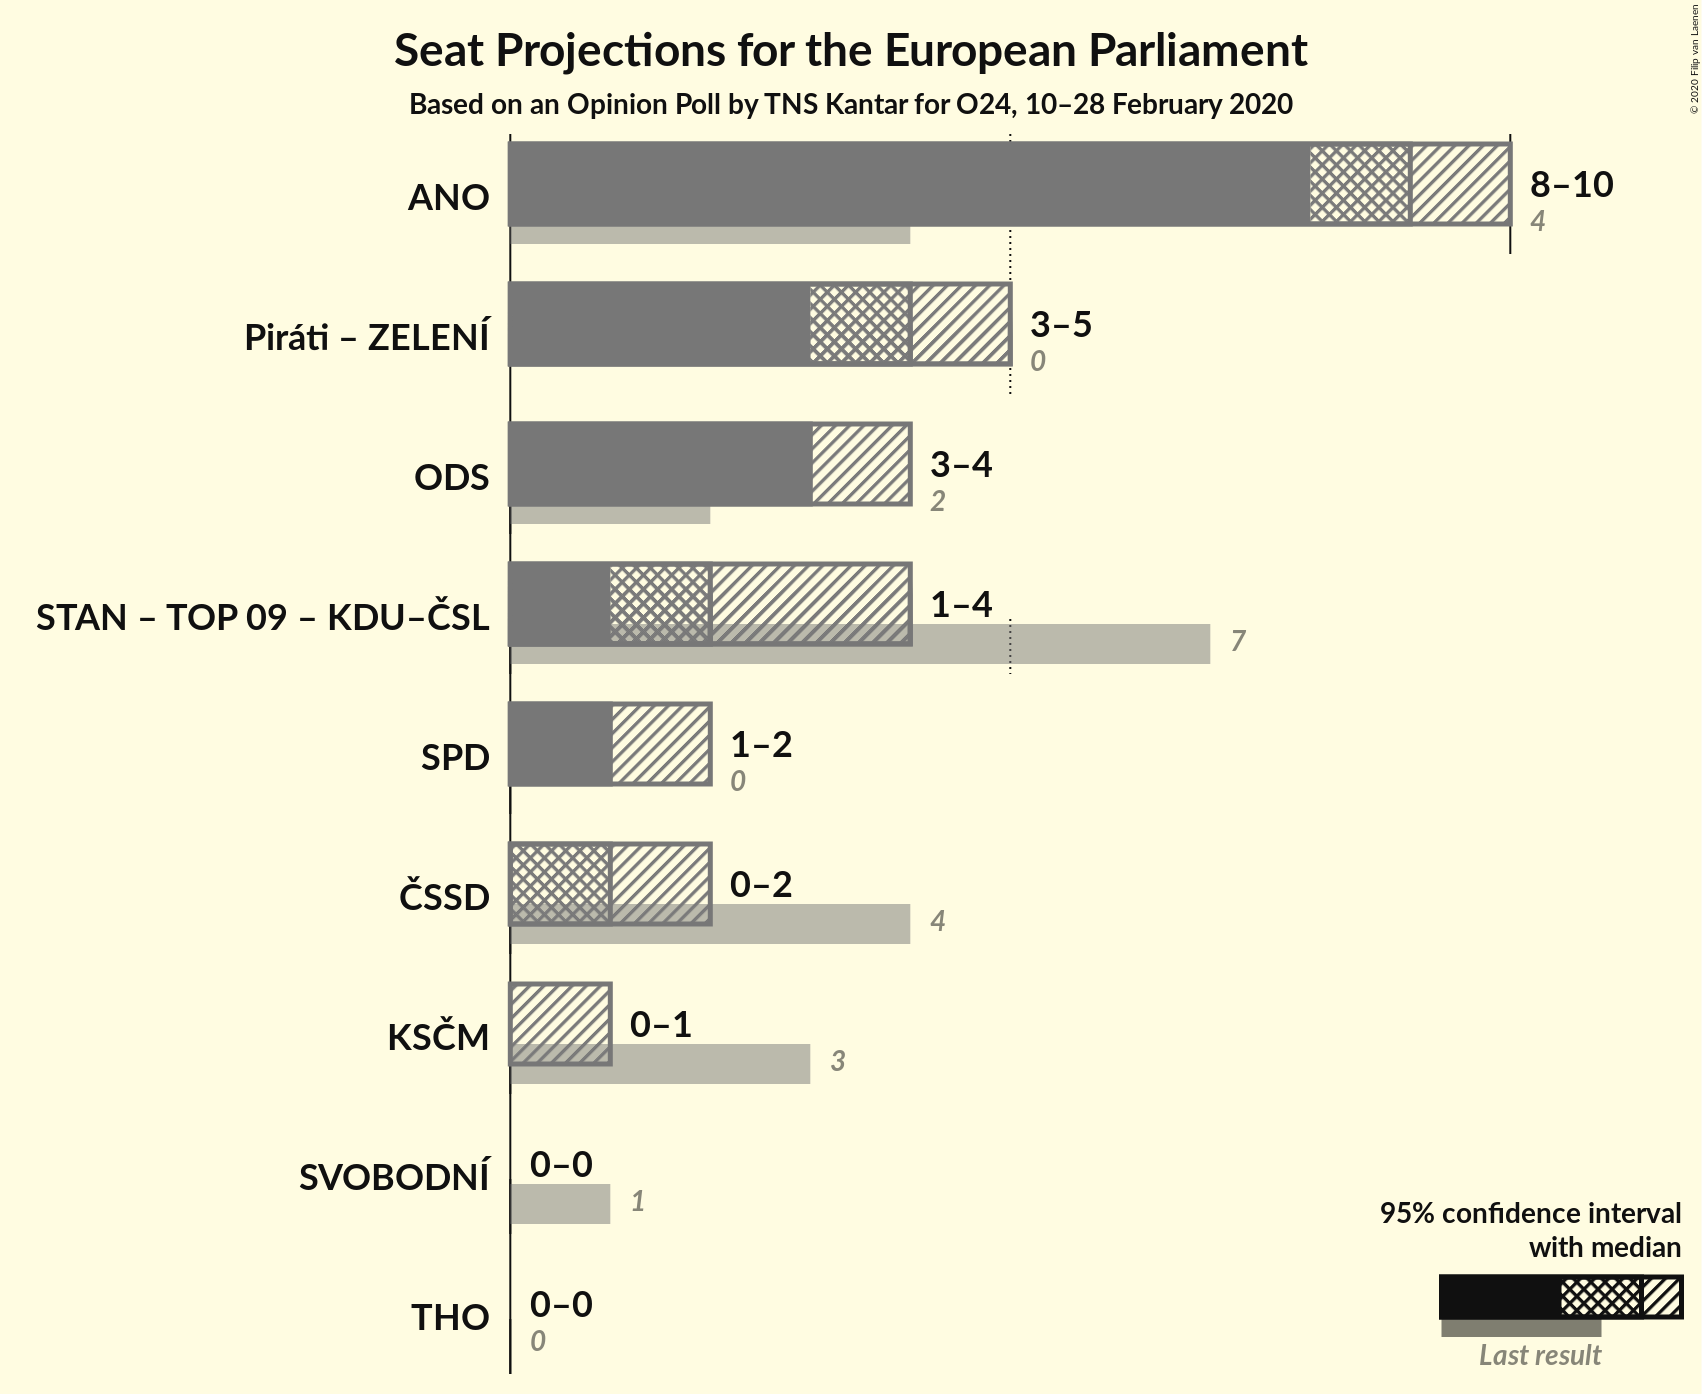 Seat Projections for the European Parliament
Based on an Opinion Poll by TNS Kantar for O24, 10–28 February 2020
© 2020 Filip van Laenen
ANO
8–10
4
Piráti – ZELENÍ
3–5
0
ODS
3–4
2
STAN – TOP 09 – KDU–ČSL
1–4
7
SPD
1–2
0
ČSSD
0–2
4
KSČM
0–1
3
SVOBODNÍ
0–0
1
THO
0–0
0
95% confidence interval
with median
Last result